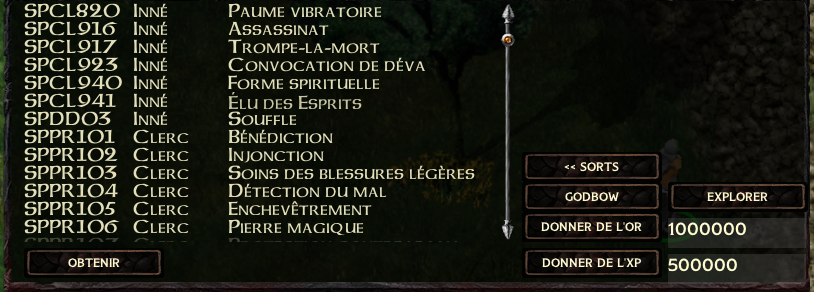 SPCL820 Inné Paume vibratoire
SPCL916 Inné Assassinat
SPCL917 Inné Trompe-la-mort
SPCL923 Inné Convocation de déva
SPCL940 Inné Forme spirituelle
SPCL941 Inné Élu des Esprits
SPDD03 Inné Souffle
SPPR101 Clerc Bénédiction
SPPR102 Clerc Injonction
SPPR103 Clerc Soins des blessures légères
SPPR104 Clerc Détection du mal
SPPR105 Clerc Enchevêtrement
SPPR106 Clerc Pierre magique
<< SORTS
GODBOW EXPLORER
DONNER DE L'OR 1000000
OBTENIR DONNER DE L'XP 500000